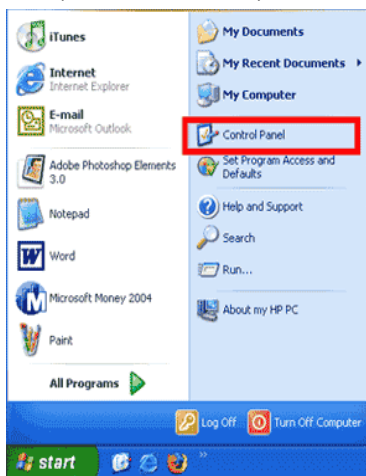 iTunes
Internet
Internet Explorer
E-mail
Microsoft Outlook
Adobe Photoshop Elements
3.0
Notepad
Word
Microsoft Money 2004
Paint
All Programs
My Documents
My Recent Documents
My Computer
Control Panel
Set Program Access and
Defaults
Help and Support
Search
Run...
About my HP PC
Log Off
Turn Off Computer
start